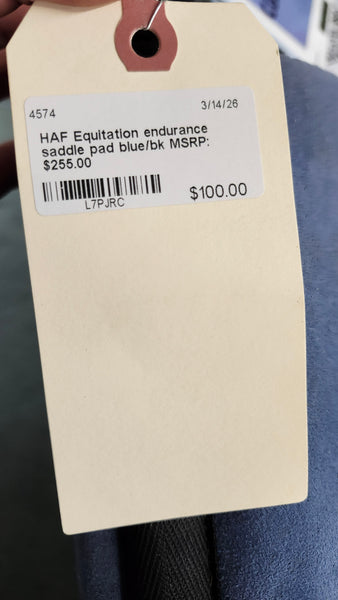 4574 3/14/26
HAF Equitation endurance
saddle pad blue/bk MSRP:
$255.00
L7PJRC $100.00